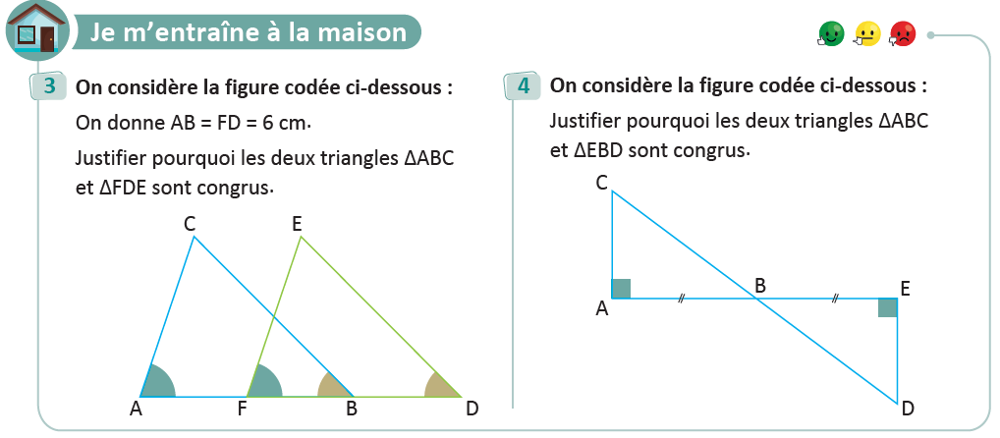 Je m'entraîne à la maison
3 On considère la figure codée ci-dessous :
On donne AB = FD = 6 cm.
Justifier pourquoi les deux triangles ΔABC
et ΔFDE sont congrus.
C E
A F B D
4 On considère la figure codée ci-dessous :
Justifier pourquoi les deux triangles ΔABC
et ΔEBD sont congrus.
C
B
E
A
D